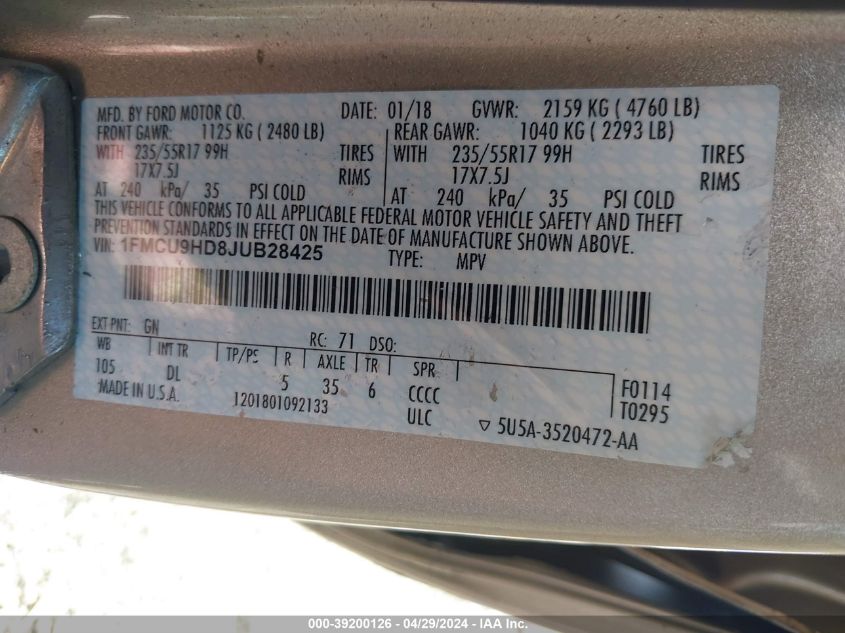 MFD. BY FORD MOTOR CO. DATE: 01/18 GVWR: 2159 KG ( 4760 LB)
FRONT GAWR: 1125 KG ( 2480 LB) REAR GAWR: 1040 KG ( 2293 LB)
WITH 235/55R17 99H TIRES WITH 235/55R17 99H TIRES
17X7.5J RIMS 17X7.5J RIMS
AT 240 kPa/ 35 PSI COLD AT 240 kPa/ 35 PSI COLD
THIS VEHICLE CONFORMS TO ALL APPLICABLE FEDERAL MOTOR VEHICLE SAFETY AND THEFT
PREVENTION STANDARDS IN EFFECT ON THE DATE OF MANUFACTURE SHOWN ABOVE.
VIN: 1FMCU9HD8JUB28425 TYPE: MPV
EXT PNT: GN RC: 71 DSO:
WB INT TR TP/PS R AXLE TR SPR
105 DL 5 35 6 CCCC F0114
MADE IN U.S.A. 1201801092133 ULC T0295
5U5A-3520472-AA
000-39200126 - 04/29/2024 - IAA Inc.